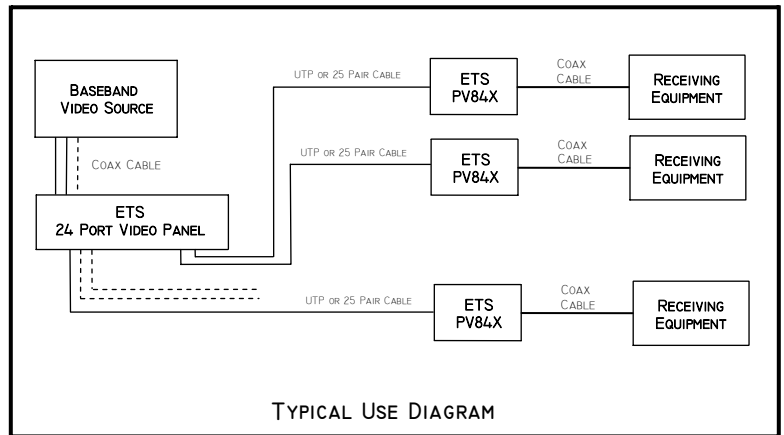 BASEBAND
VIDEO SOURCE
COAX CABLE
ETS
24 PORT VIDEO PANEL
UTP OR 25 PAIR CABLE
ETS
PV84X
COAX
CABLE
RECEIVING
EQUIPMENT
UTP OR 25 PAIR CABLE
ETS
PV84X
COAX
CABLE
RECEIVING
EQUIPMENT
UTP OR 25 PAIR CABLE
ETS
PV84X
COAX
CABLE
RECEIVING
EQUIPMENT
TYPICAL USE DIAGRAM